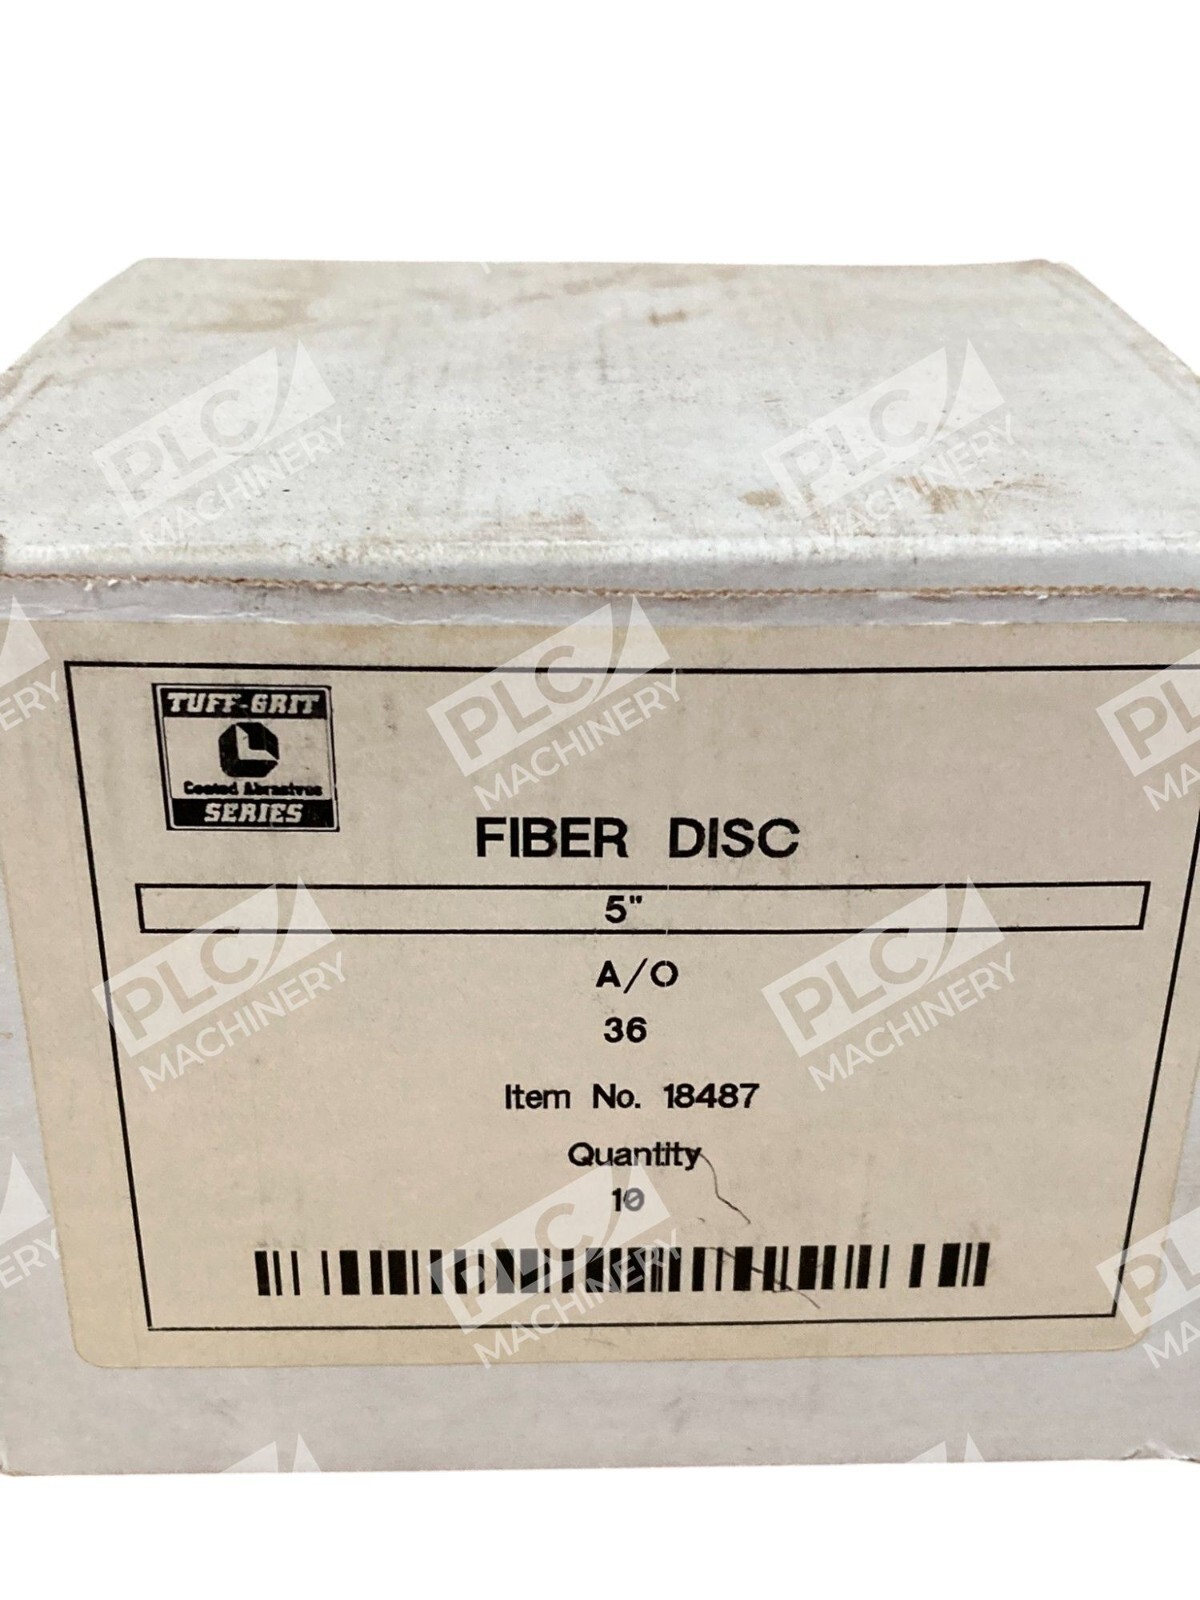 TUFF-GRIT
Coated Abrasives
SERIES
FIBER DISC
5"
A/O
36
Item No. 18487
Quantity
10
PLC MACHINERY